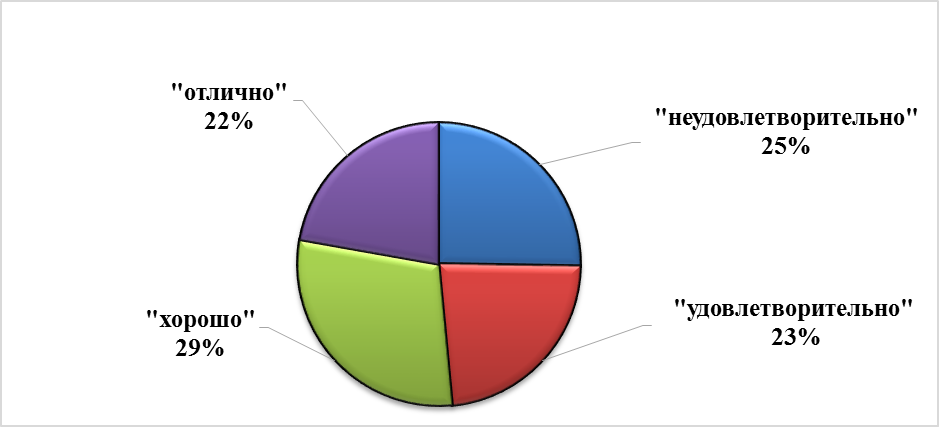 "отлично"
22%
"неудовлетворительно"
25%
"хорошо"
29%
"удовлетворительно"
23%